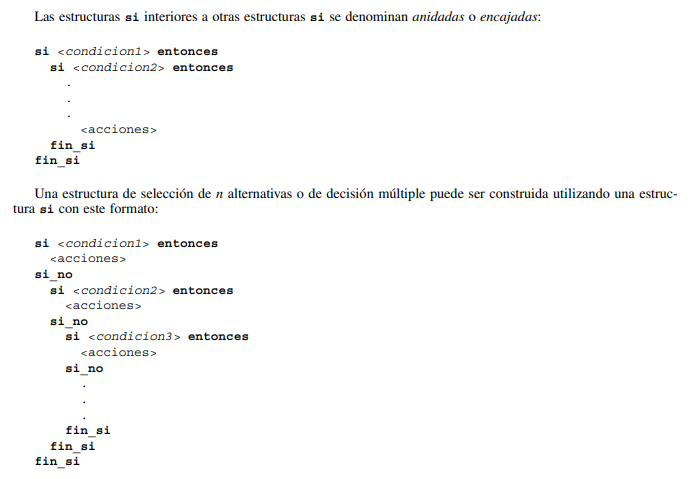 Las estructuras si interiores a otras estructuras si se denominan anidadas o encajadas:
si <condicion1> entonces
si <condicion2> entonces
.
.
.
<acciones>
fin_si
fin_si
Una estructura de selección de n alternativas o de decisión múltiple puede ser construida utilizando una estruc-
tura si con este formato:
si <condicion1> entonces
<acciones>
si_no
si <condicion2> entonces
<acciones>
si_no
si <condicion3> entonces
<acciones>
si_no
.
.
.
fin_si
fin_si
fin_si